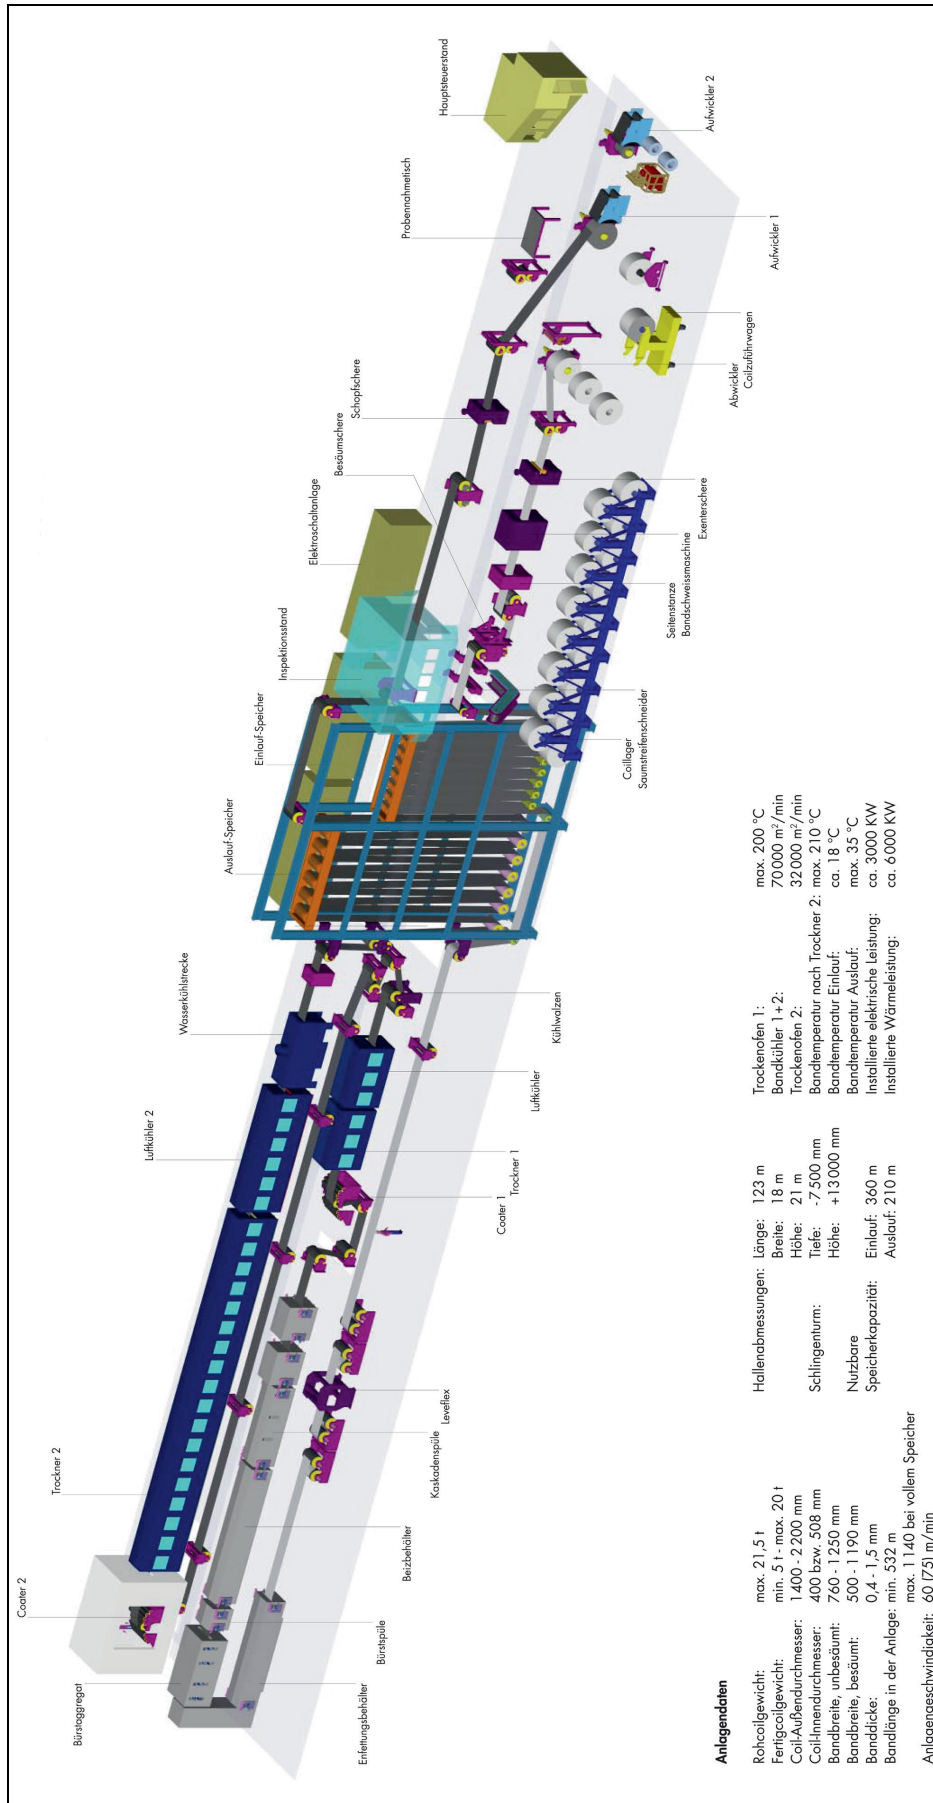 Coater 2
Trockner 2
Luftkühler 2
Wasserkühlstrecke
Auslauf-Speicher
Einlauf-Speicher
Inspektionsstand
Elektroschaltanlage
Besäumschere
Schopfschere
Probennahmetisch
Hauptsteuerstand
Bürstaggregat
Enfettungsbehälter
Bürstspüle
Beizbehälter
Kaskadenspüle
Leveflex
Coater 1
Trockner 1
Luftkühler
Kühlwalzen
Coillager
Saumstreifenschneider
Seitenstanze
Bandschweissmaschine
Exenterschere
Abwickler
Coilzuführwagen
Aufwickler 1
Aufwickler 2
Anlagendaten
Rohcoilgewicht: max. 21,5 t
Fertigcoilgewicht: min. 5 t - max. 20 t
Coil-Außendurchmesser: 1400 - 2200 mm
Coil-Innendurchmesser: 400 bzw. 508 mm
Bandbreite, unbesäumt: 760 - 1250 mm
Bandbreite, besäumt: 500 - 1190 mm
Banddicke: 0,4 - 1,5 mm
Bandlänge in der Anlage: min. 532 m
max. 1140 bei vollem Speicher
Anlagengeschwindigkeit: 60 (75) m/min
Hallenabmessungen: Länge: 123 m
Breite: 18 m
Höhe: 21 m
Schlingenturm: Tiefe: -7500 mm
Höhe: +13000 mm
Nutzbare
Speicherkapazität: Einlauf: 360 m
Auslauf: 210 m
Trockenofen 1: max. 200 °C
Bandkühler 1+2: 70000 m²/min
Trockenofen 2: 32000 m²/min
Bandtemperatur nach Trockner 2: max. 210 °C
Bandtemperatur Einlauf: ca. 18 °C
Bandtemperatur Auslauf: max. 35 °C
Installierte elektrische Leistung: ca. 3000 KW
Installierte Wärmeleistung: ca. 6000 KW